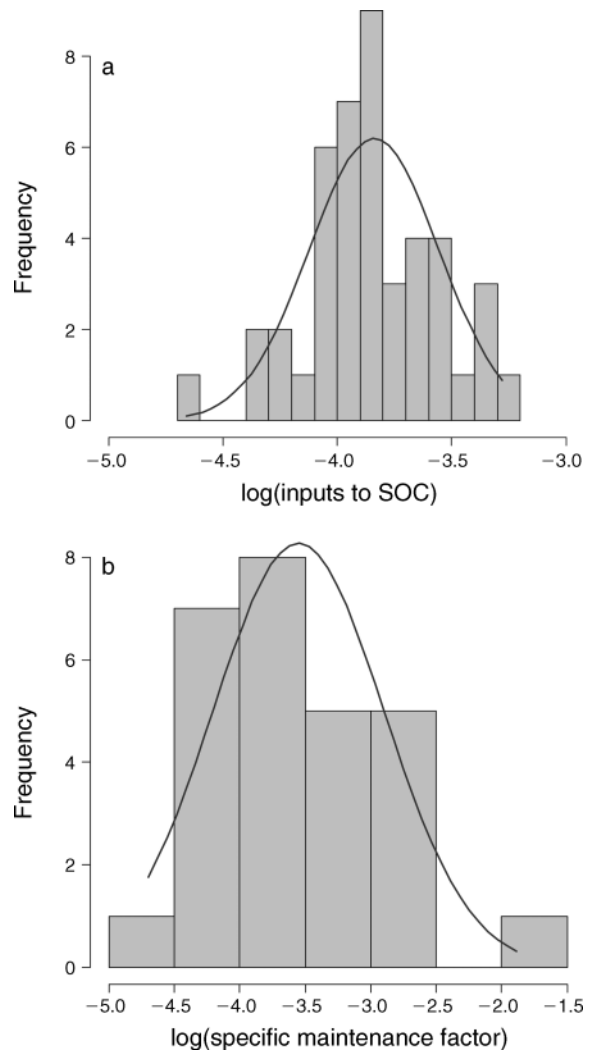 a
8
6
4
2
0
Frequency
−5.0 −4.5 −4.0 −3.5 −3.0
log(inputs to SOC)
b
8
6
4
2
0
Frequency
−5.0 −4.5 −4.0 −3.5 −3.0 −2.5 −2.0 −1.5
log(specific maintenance factor)